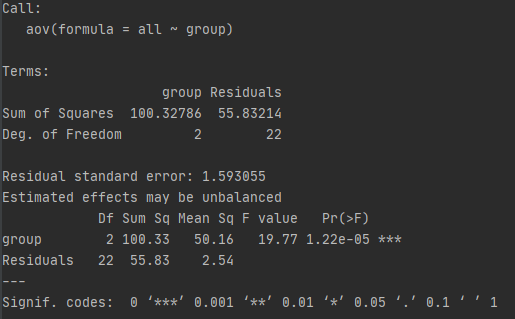 Call:
   aov(formula = all ~ group)

Terms:
                    group Residuals
Sum of Squares  100.32786  55.83214
Deg. of Freedom         2        22

Residual standard error: 1.593055
Estimated effects may be unbalanced
            Df Sum Sq Mean Sq F value   Pr(>F)
group        2 100.33   50.16   19.77 1.22e-05 ***
Residuals   22  55.83    2.54
---
Signif. codes:  0 ‘***’ 0.001 ‘**’ 0.01 ‘*’ 0.05 ‘.’ 0.1 ‘ ’ 1